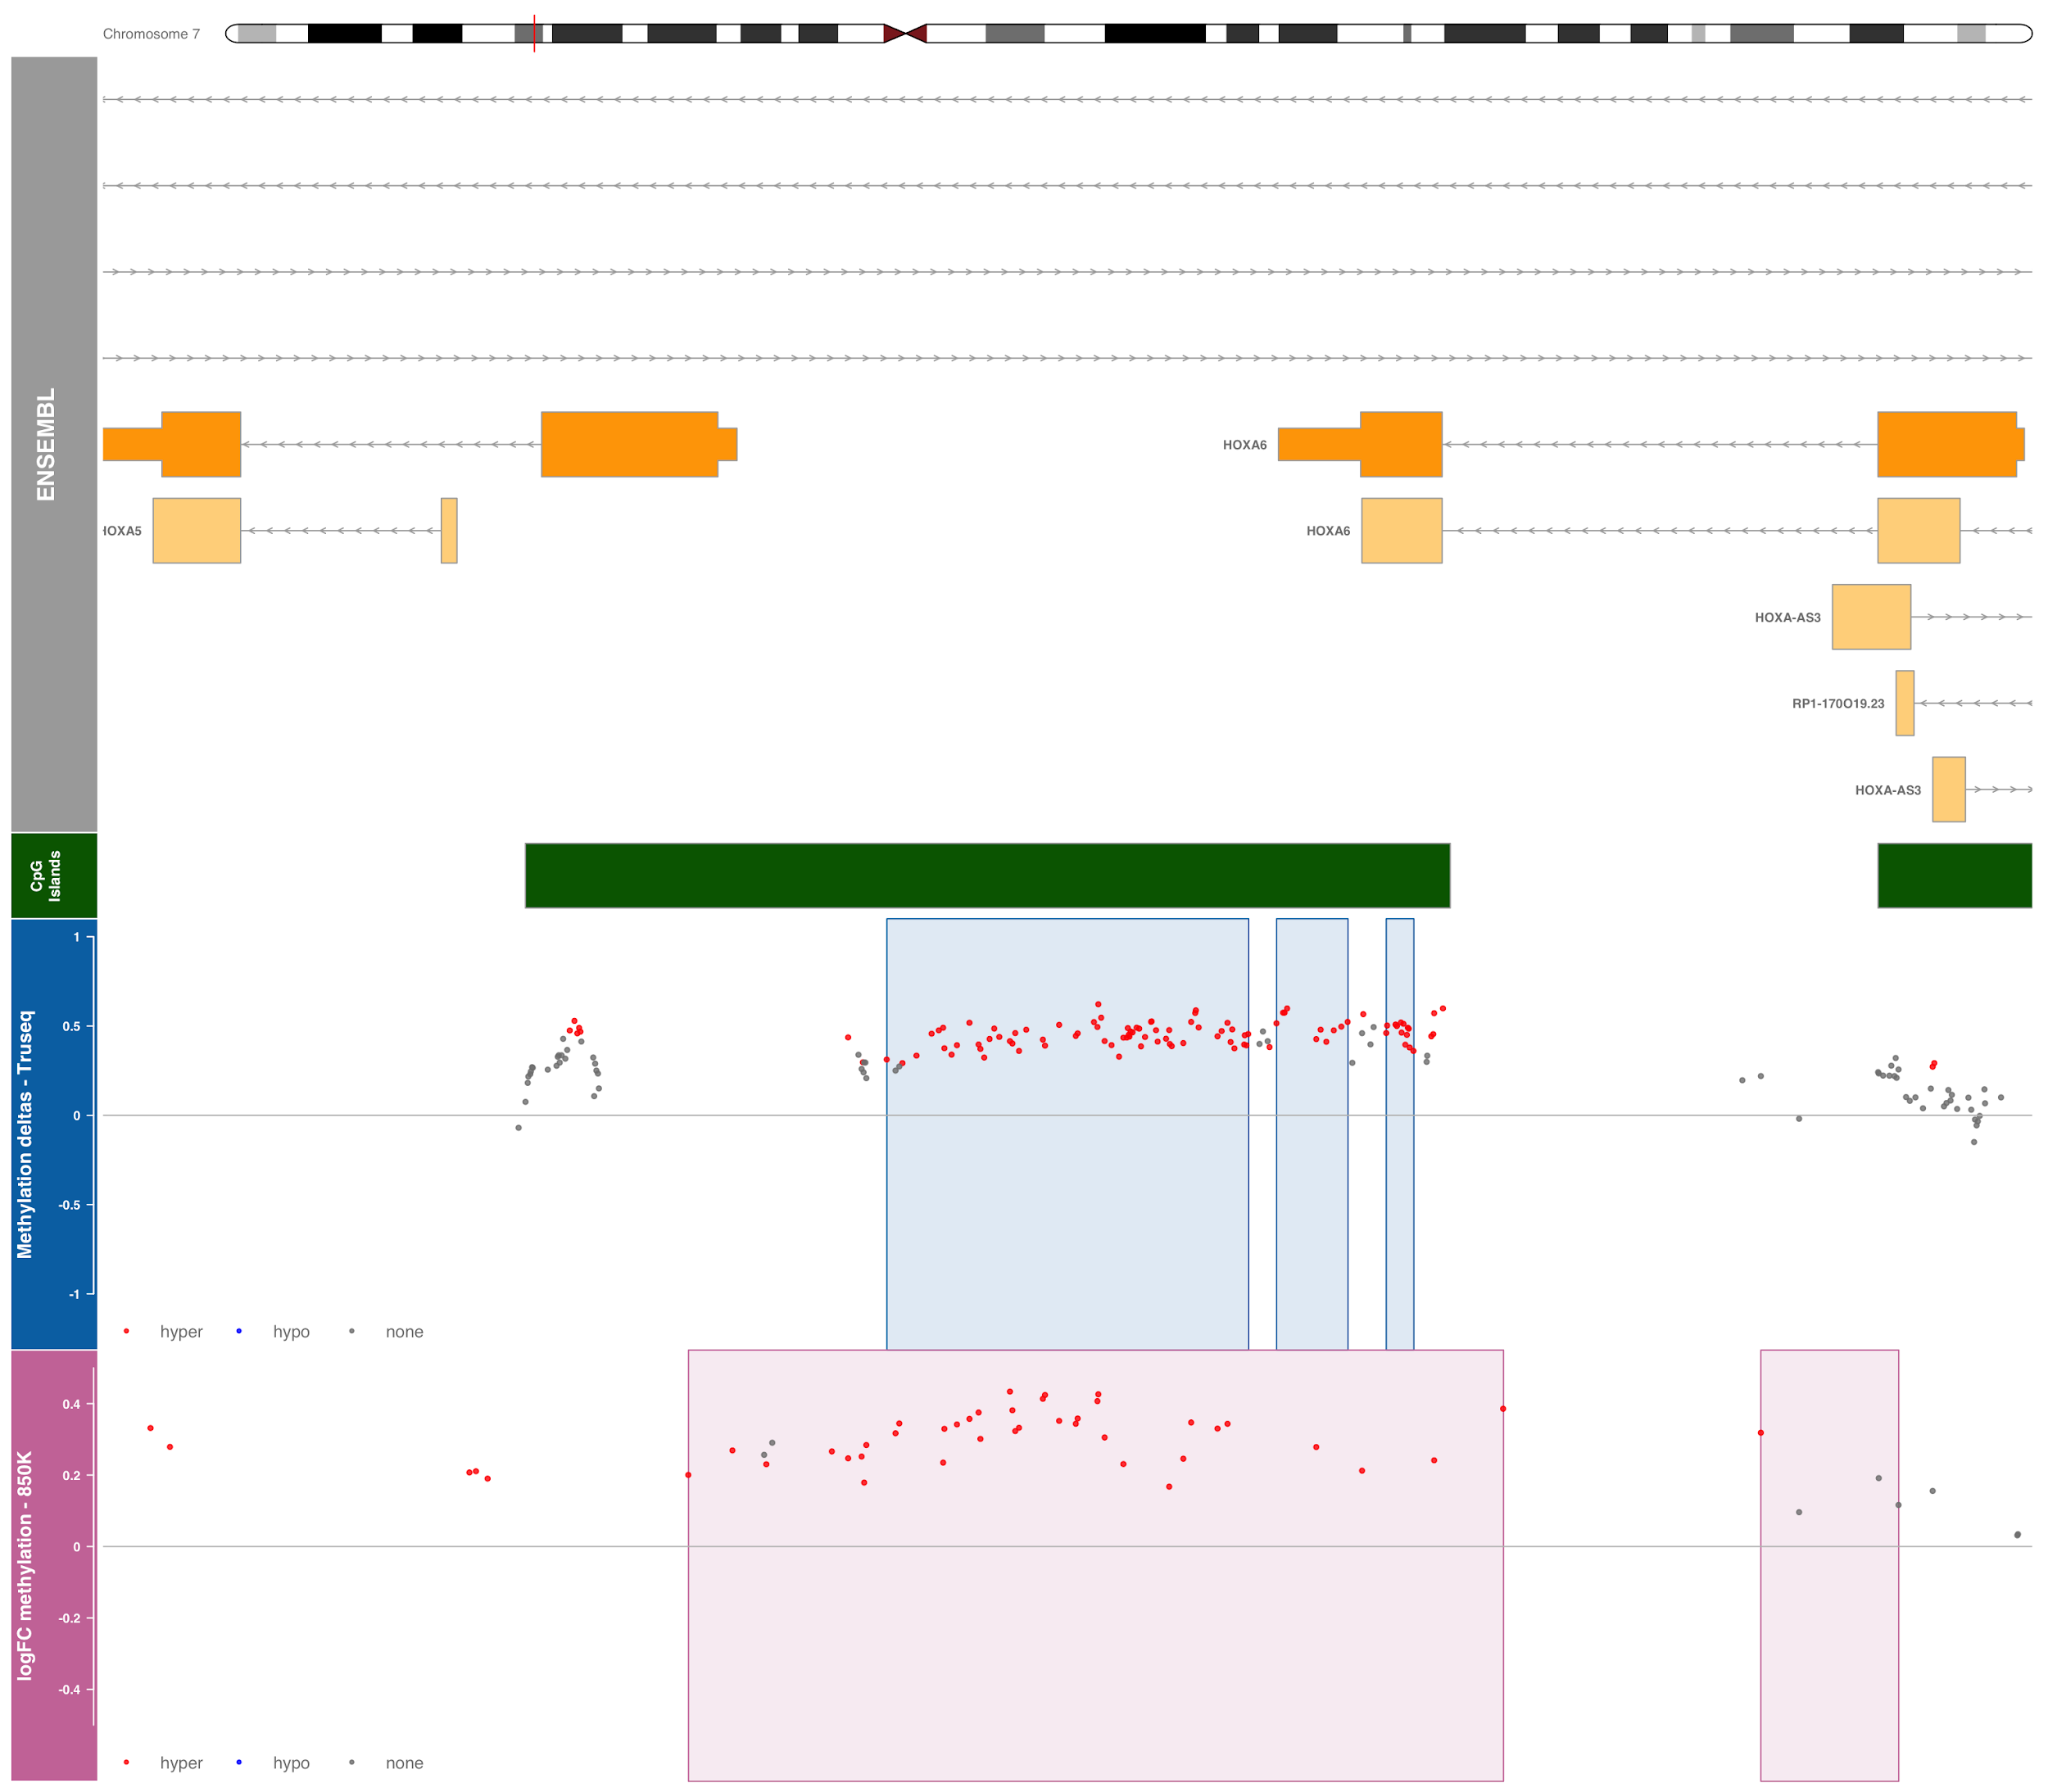 Chromosome 7
ENSEMBL
HOXA6
HOXA5
HOXA6
HOXA-AS3
RP1-170O19.23
HOXA-AS3
CpG
Islands
Methylation deltas - Truseq
1
0.5
0
-0.5
-1
hyper hypo none
logFC methylation - 850K
0.4
0.2
0
-0.2
-0.4
hyper hypo none